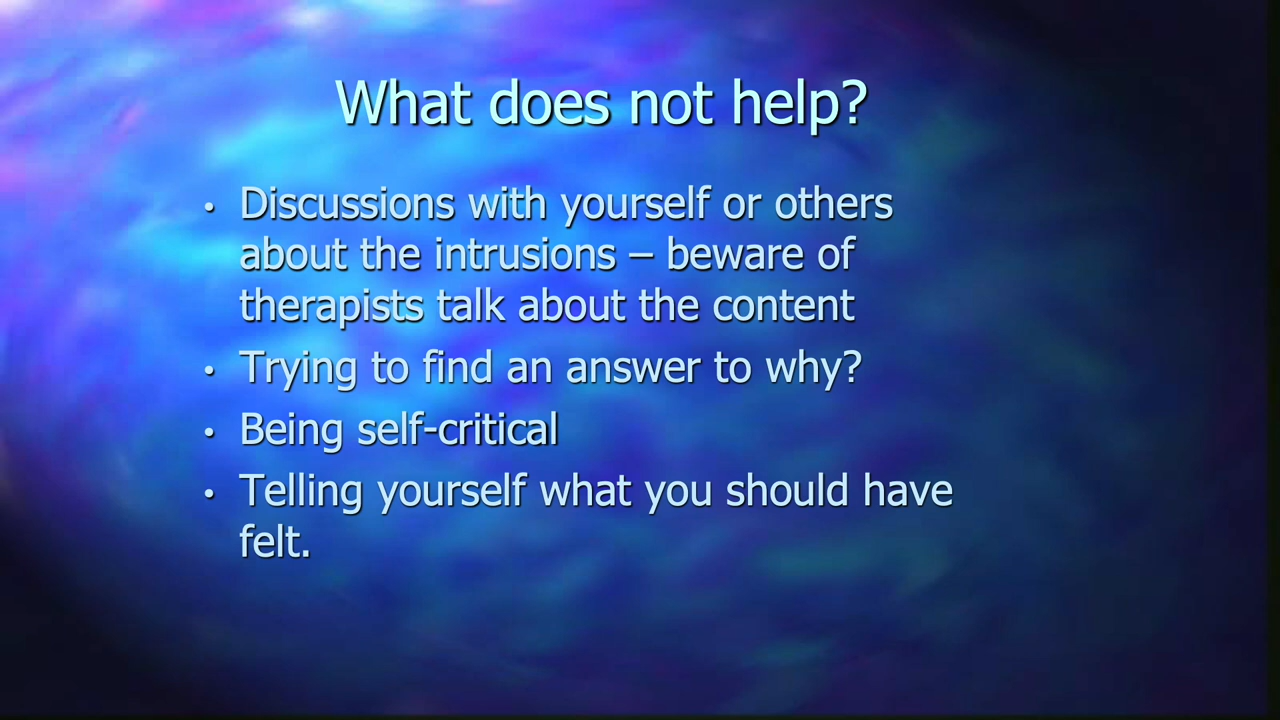 What does not help?
• Discussions with yourself or others
about the intrusions – beware of
therapists talk about the content
• Trying to find an answer to why?
• Being self-critical
• Telling yourself what you should have
felt.